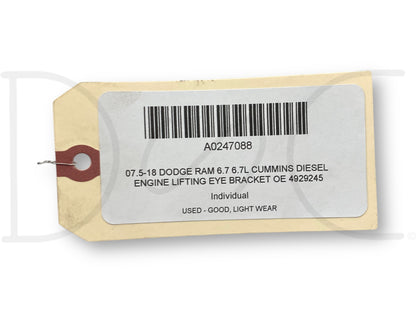 A0247088
07.5-18 DODGE RAM 6.7 6.7L CUMMINS DIESEL
ENGINE LIFTING EYE BRACKET OE 4929245
Individual
USED - GOOD, LIGHT WEAR